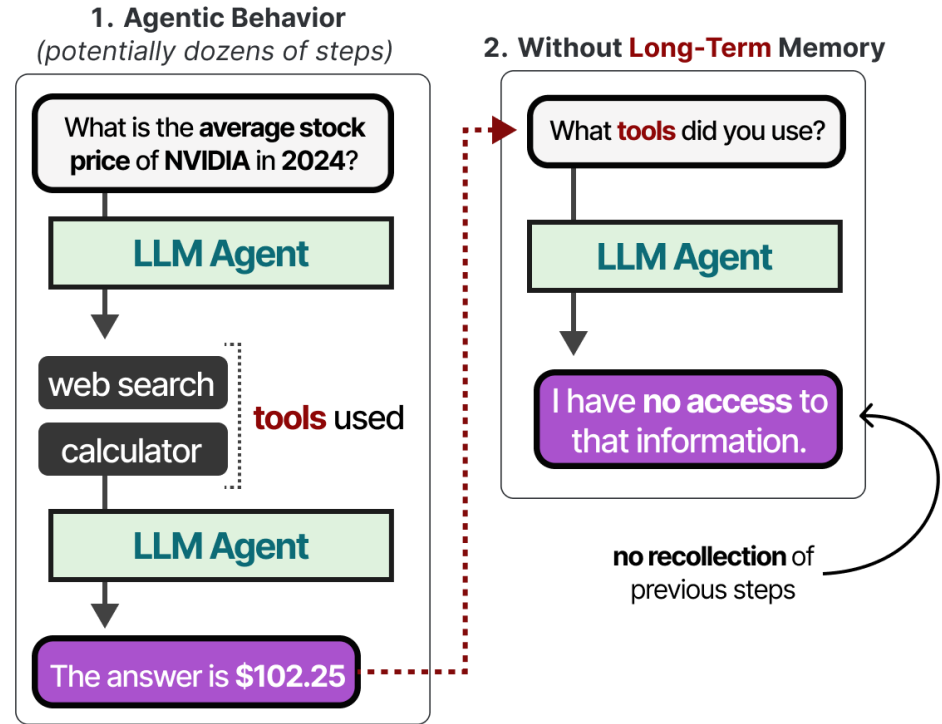 1. Agentic Behavior
(potentially dozens of steps)
What is the average stock
price of NVIDIA in 2024?
LLM Agent
web search
calculator
tools used
LLM Agent
The answer is $102.25
2. Without Long-Term Memory
What tools did you use?
LLM Agent
I have no access to
that information.
no recollection of
previous steps